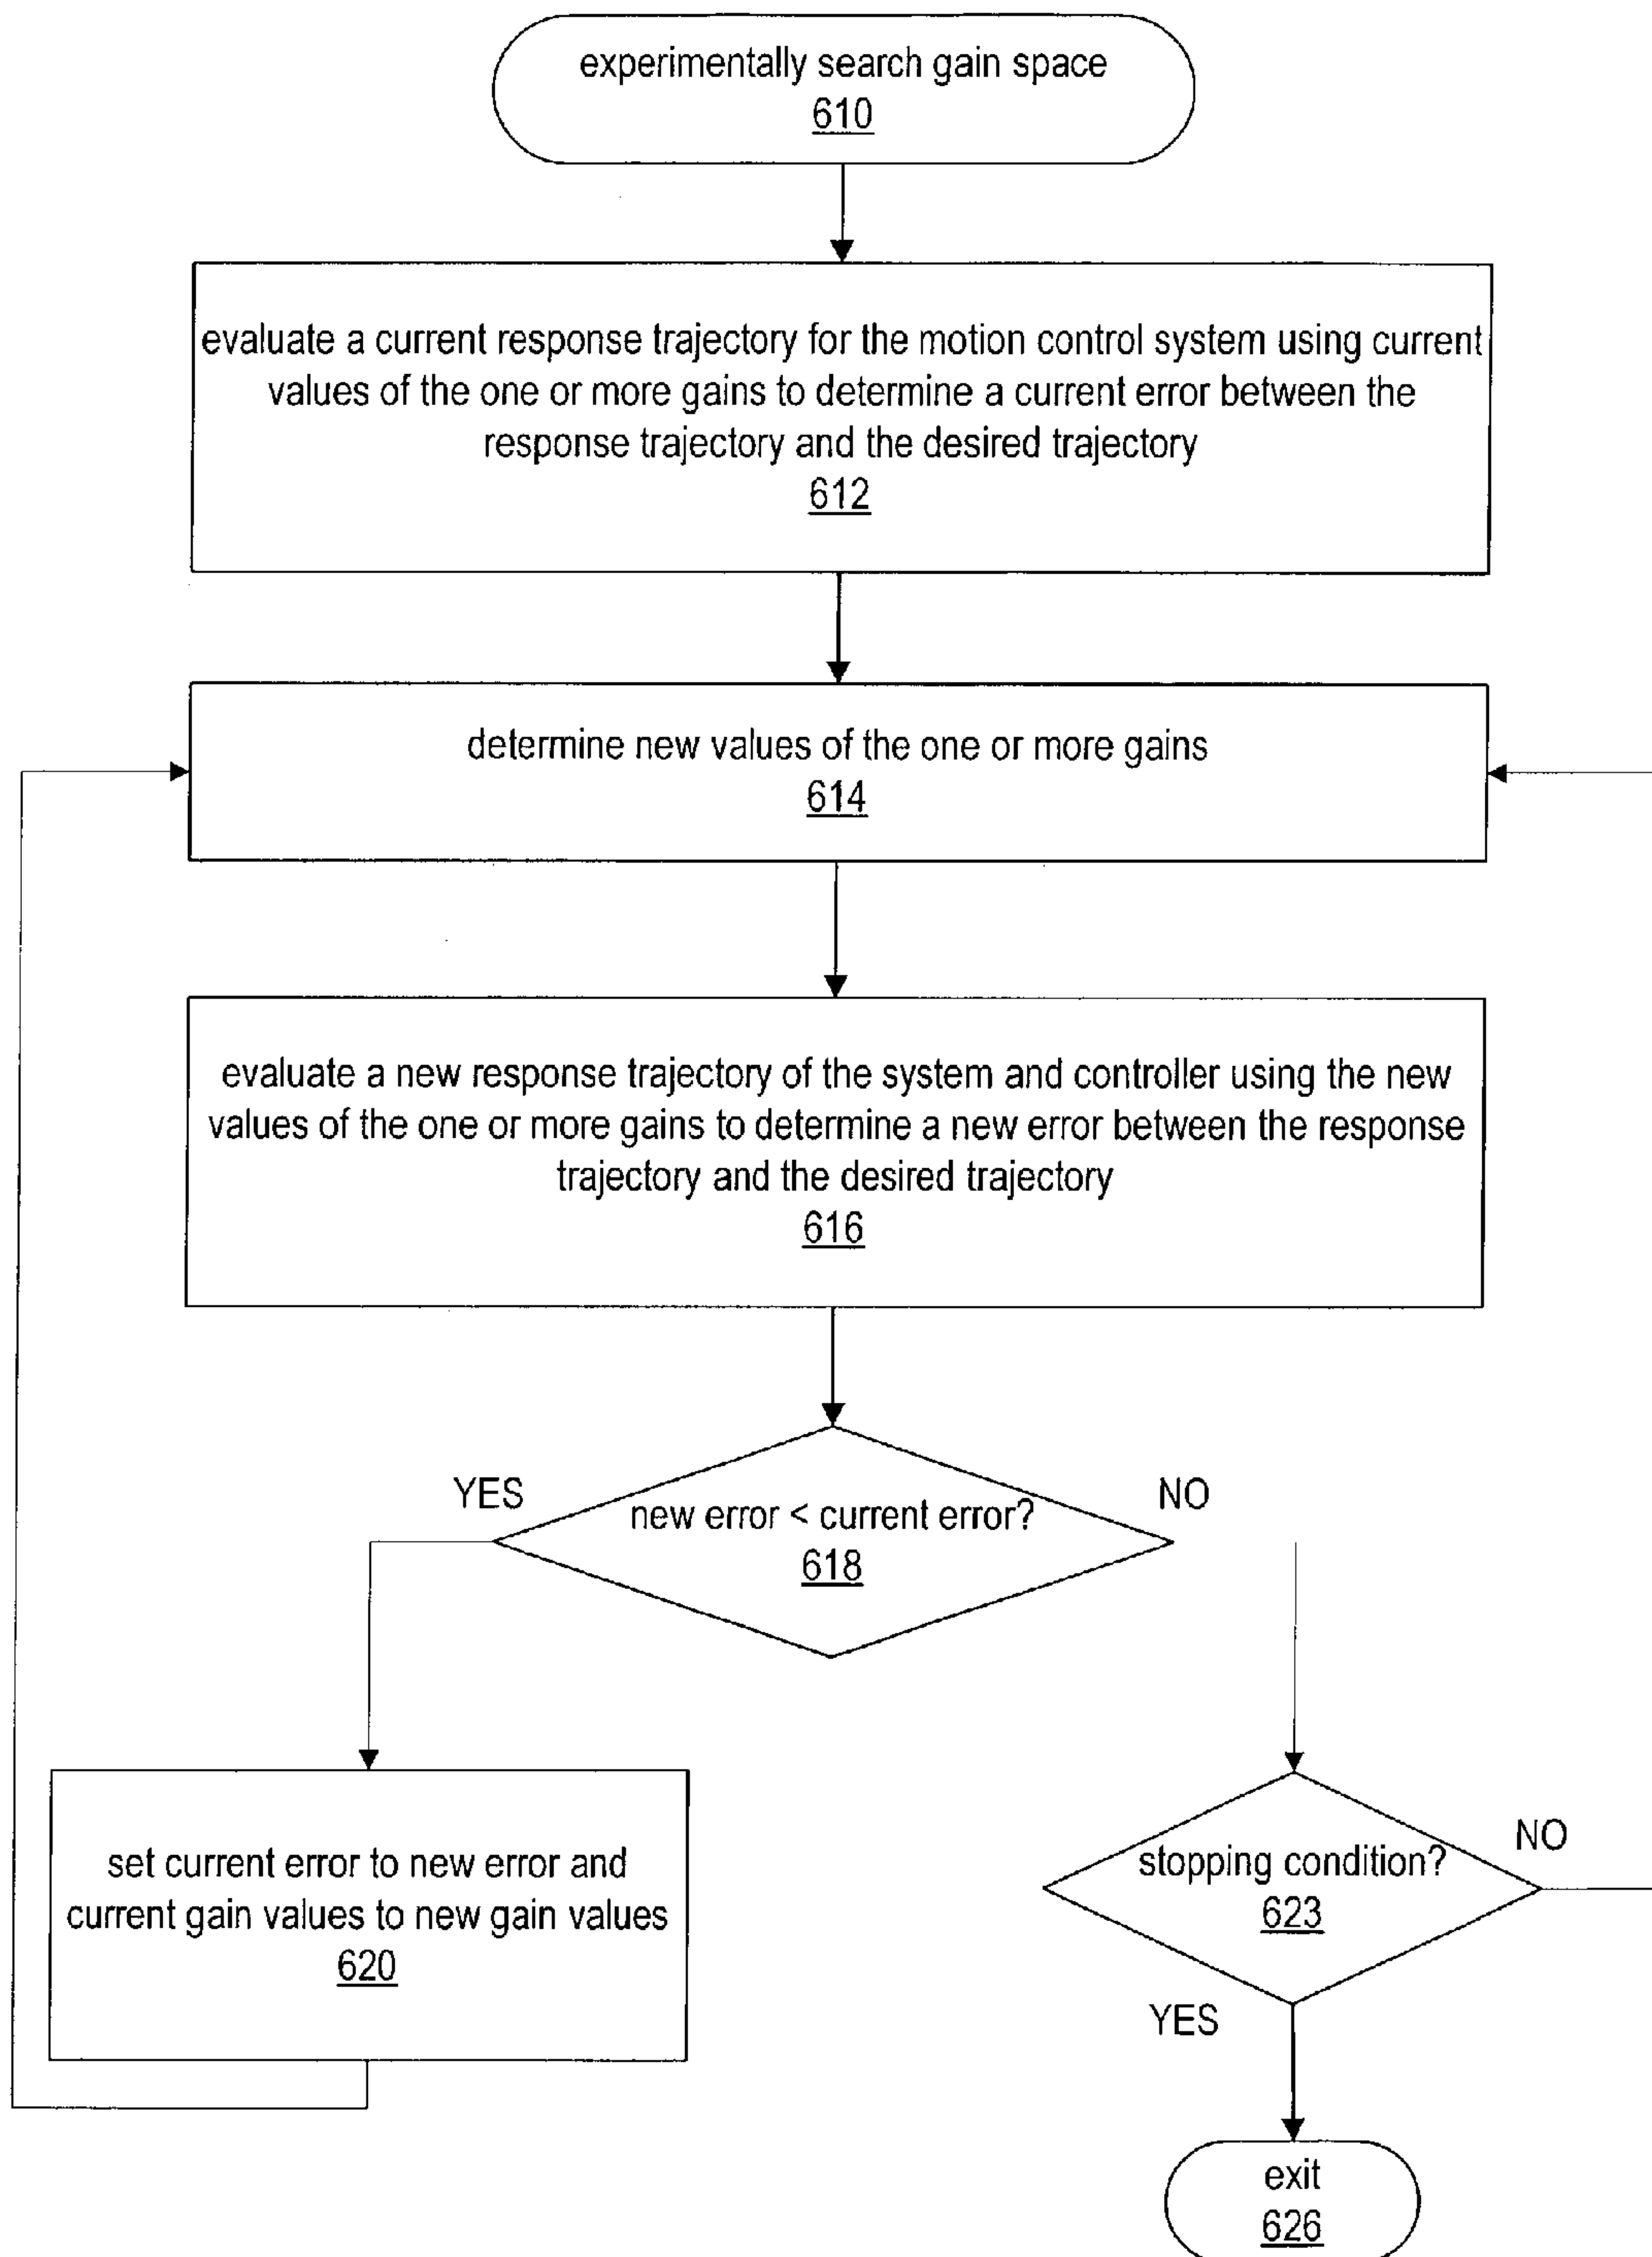 experimentally search gain space
610
evaluate a current response trajectory for the motion control system using current
values of the one or more gains to determine a current error between the
response trajectory and the desired trajectory
612
determine new values of the one or more gains
614
evaluate a new response trajectory of the system and controller using the new
values of the one or more gains to determine a new error between the response
trajectory and the desired trajectory
616
YES
NO
new error < current error?
618
set current error to new error and
current gain values to new gain values
620
NO
stopping condition?
623
YES
exit
626